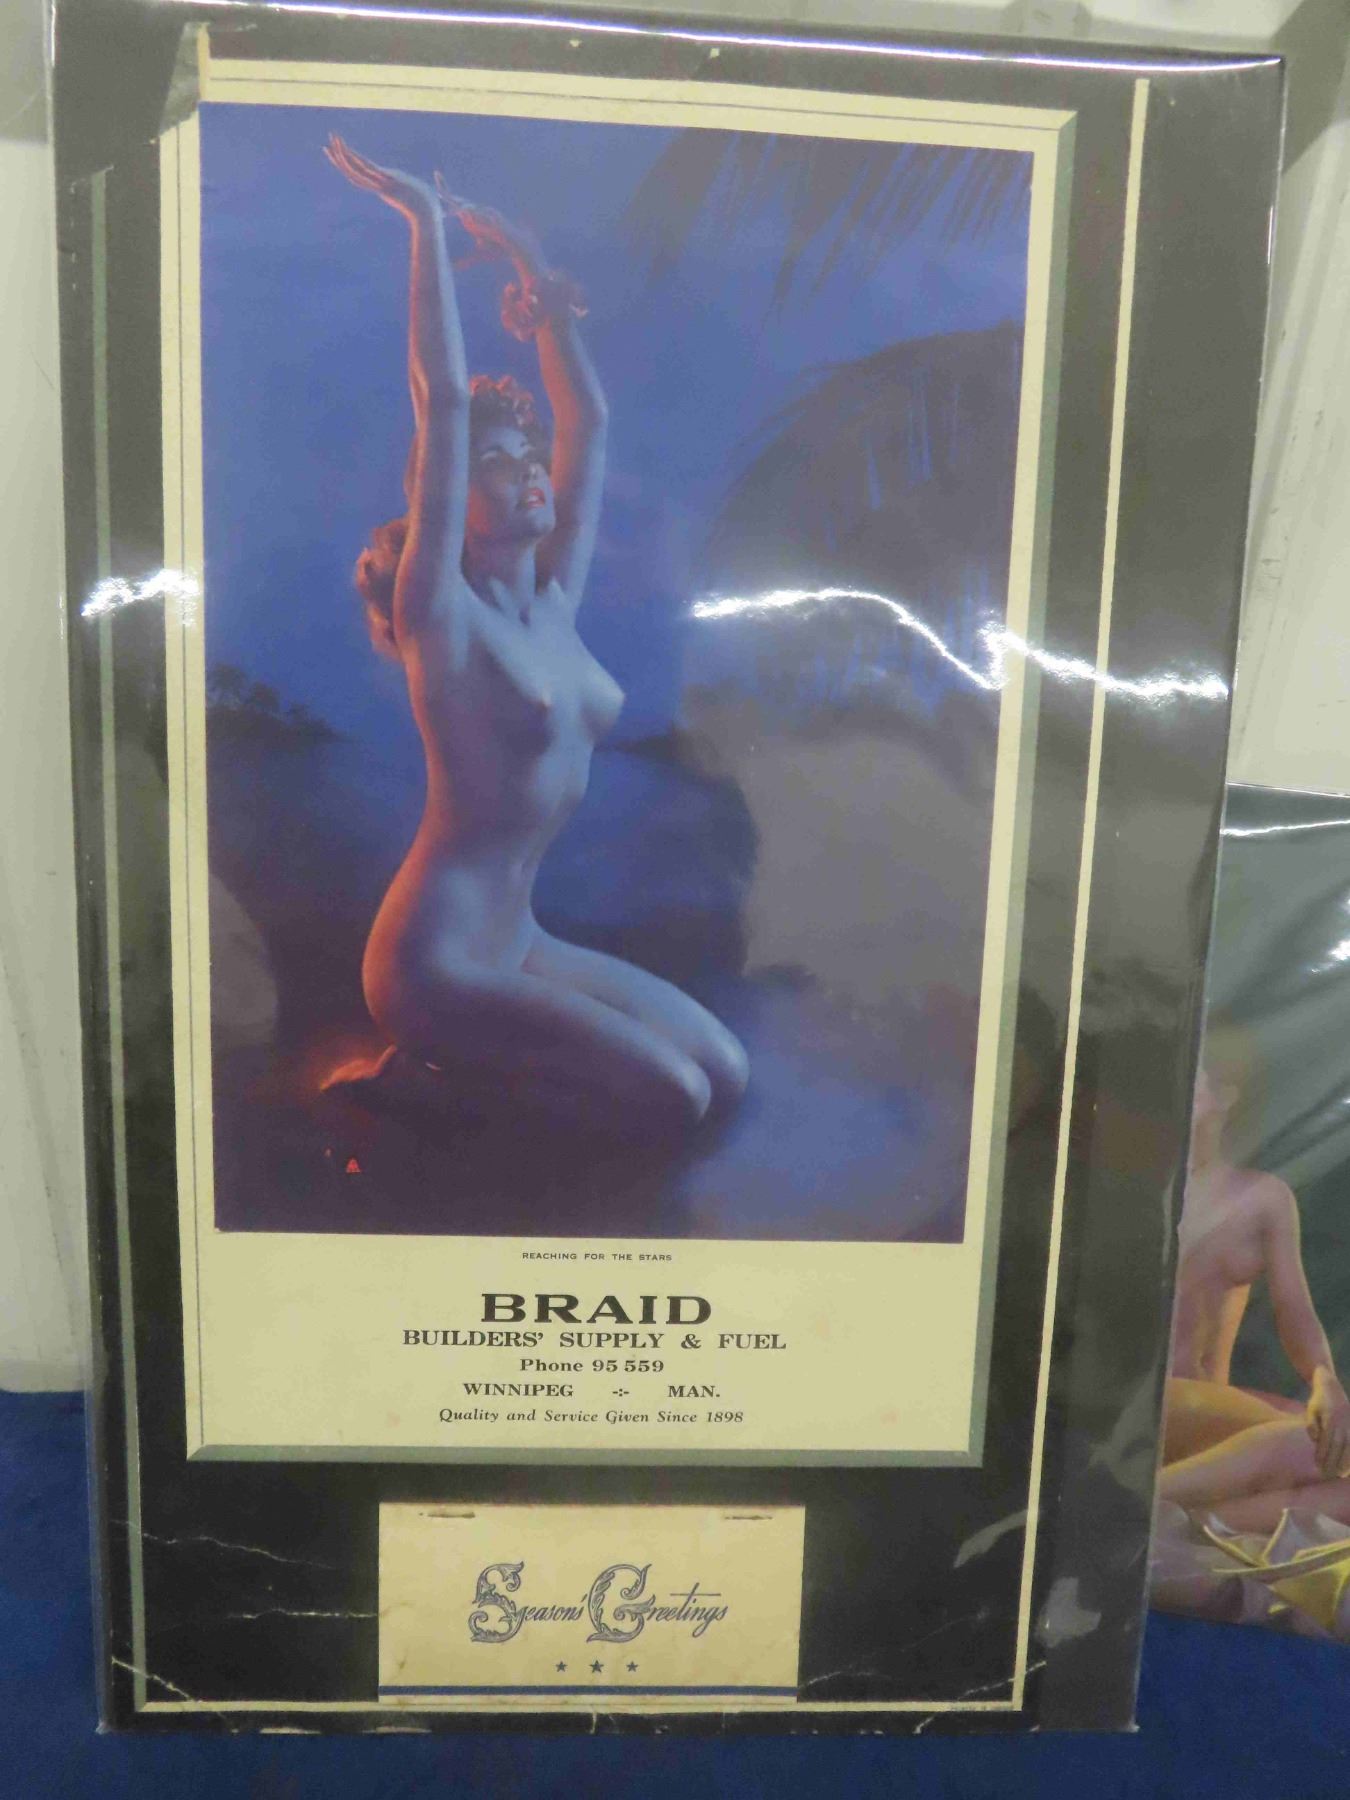 REACHING FOR THE STARS
BRAID
BUILDERS' SUPPLY & FUEL
Phone 95 559
WINNIPEG -:- MAN.
Quality and Service Given Since 1898
Season's Greetings